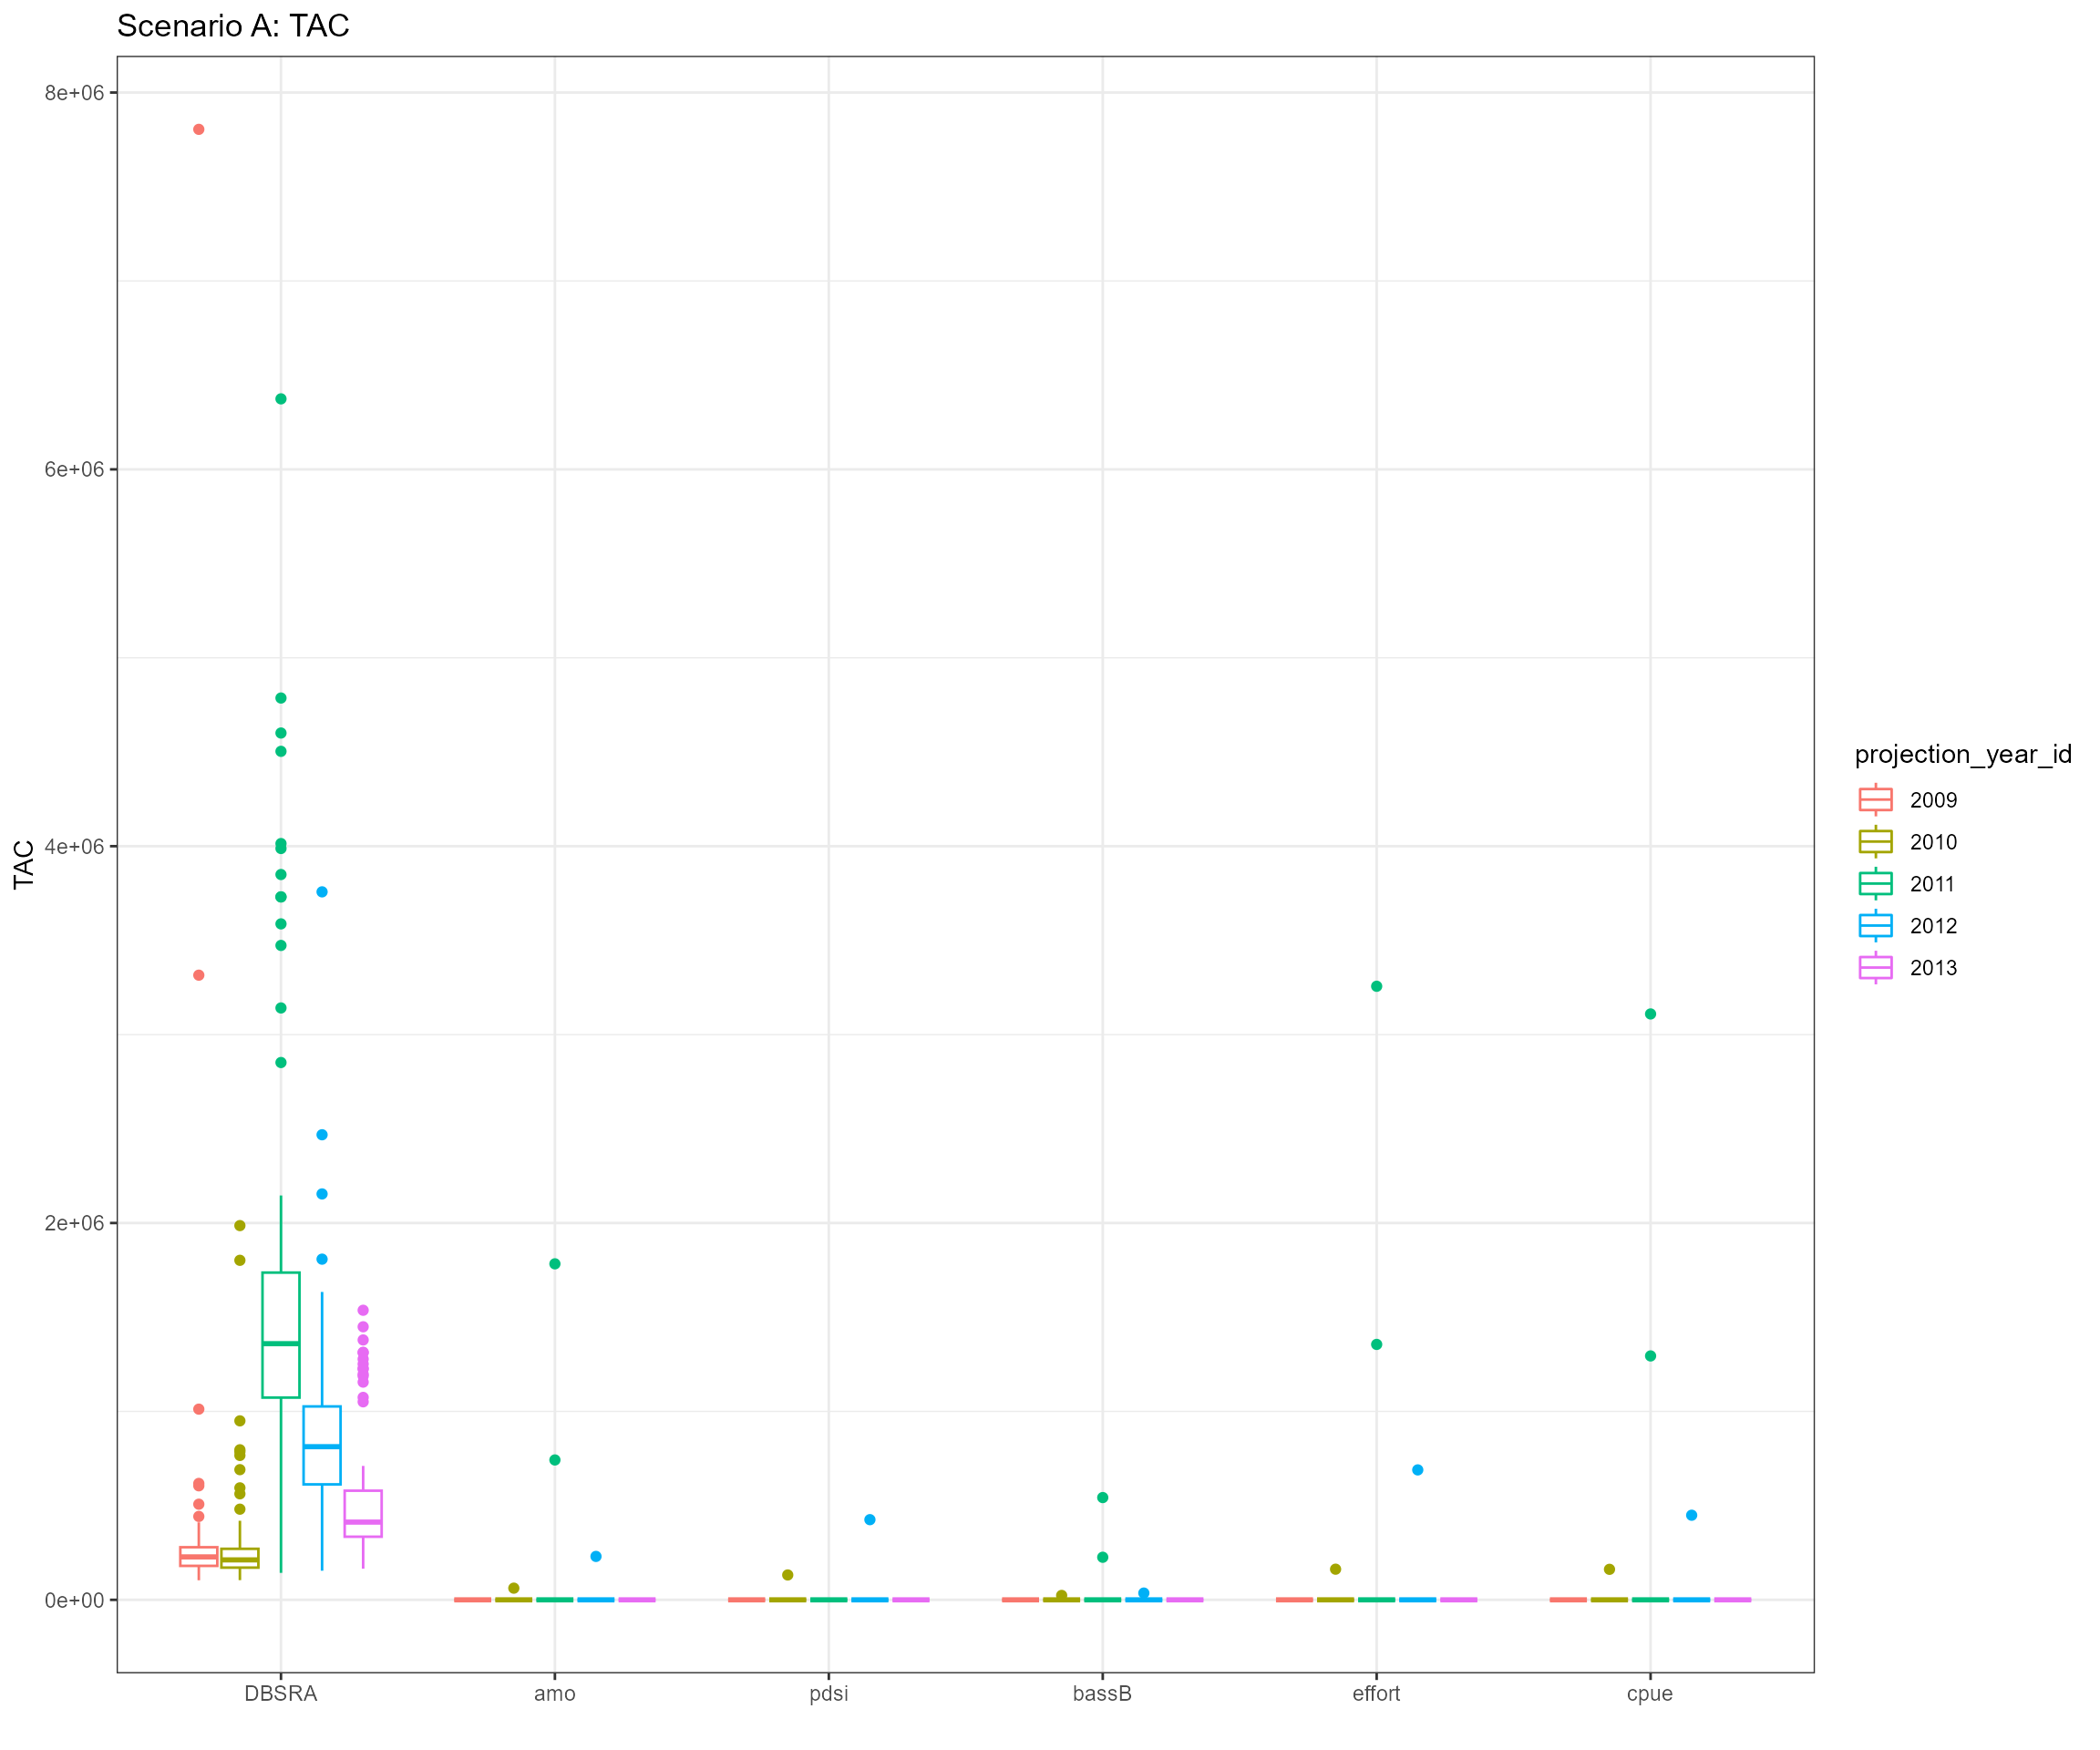 Scenario A: TAC
8e+06
6e+06
4e+06
2e+06
0e+00
TAC
DBSRA amo pdsi bassB effort cpue
projection_year_id
2009
2010
2011
2012
2013